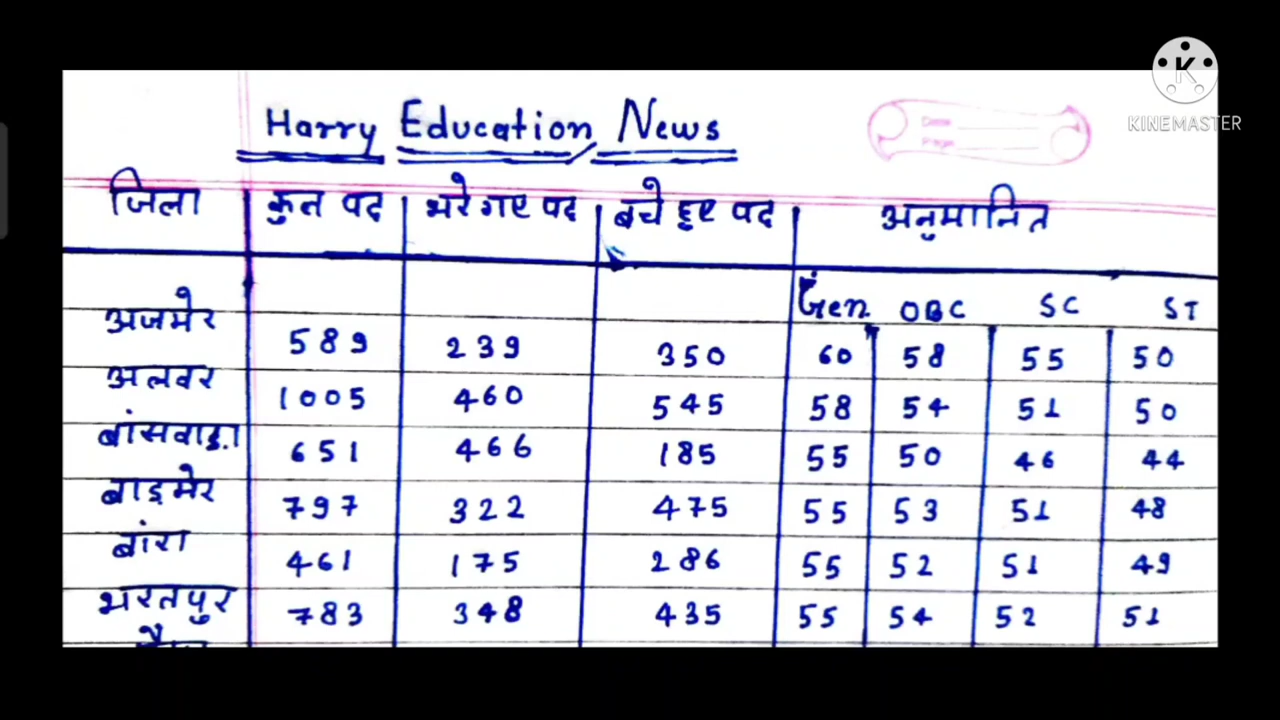 KINEMASTER
Harry Education News
Date
Page
जिला कुल पद भरे गए पद बचे हुए पद अनुमानित
Gen OBC SC ST
अजमेर 589 239 350 60 58 55 50
अलवर 1005 460 545 58 54 51 50
बांसवाड़ा 651 466 185 55 50 46 44
बाड़मेर 797 322 475 55 53 51 48
बांरा 461 175 286 55 52 51 49
भरतपुर 783 348 435 55 54 52 51